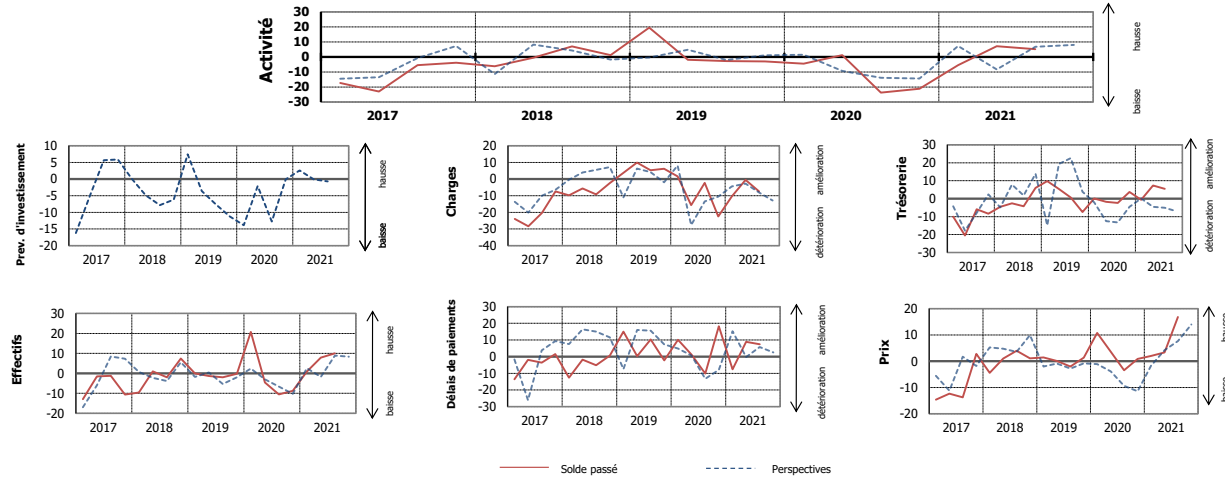 Activité
30
20
10
0
-10
-20
-30
hausse
baisse
2017 2018 2019 2020 2021
Prev. d'investissement
10
5
0
-5
-10
-15
-20
hausse
baisse
2017 2018 2019 2020 2021
Charges
20
10
0
-10
-20
-30
-40
amélioration
détérioration
2017 2018 2019 2020 2021
Trésorerie
30
20
10
0
-10
-20
-30
amélioration
détérioration
2017 2018 2019 2020 2021
Effectifs
30
20
10
0
-10
-20
hausse
baisse
2017 2018 2019 2020 2021
Délais de paiements
30
20
10
0
-10
-20
-30
amélioration
détérioration
2017 2018 2019 2020 2021
Prix
20
10
0
-10
-20
hausse
baisse
2017 2018 2019 2020 2021
Solde passé Perspectives